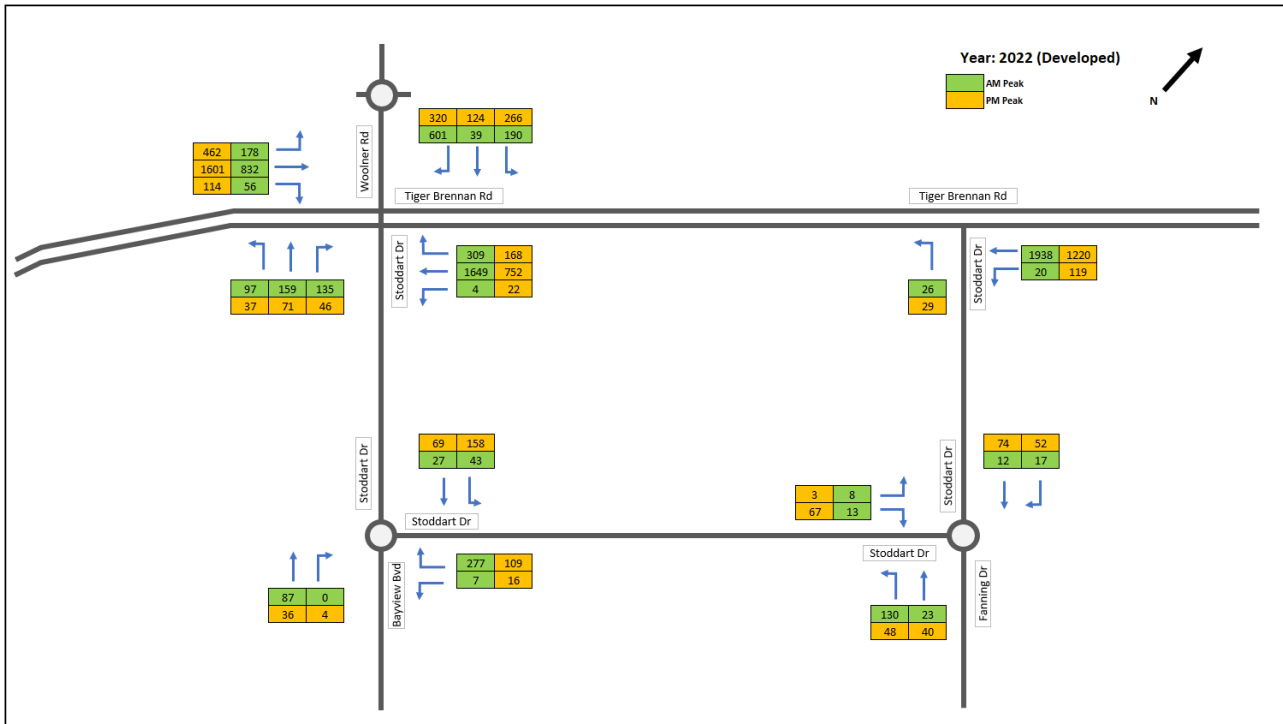 Year: 2022 (Developed)
AM Peak
PM Peak
N
320 124 266
601 39 190
Woolner Rd
462 178
1601 832
114 56
Tiger Brennan Rd
Tiger Brennan Rd
Stoddart Dr
309 168
1649 752
4 22
97 159 135
37 71 46
26
29
Stoddart Dr
1938 1220
20 119
Stoddart Dr
69 158
27 43
Stoddart Dr
3 8
67 13
Stoddart Dr
74 52
12 17
Stoddart Dr
87 0
36 4
Bayview Bvd
277 109
7 16
130 23
48 40
Fanning Dr